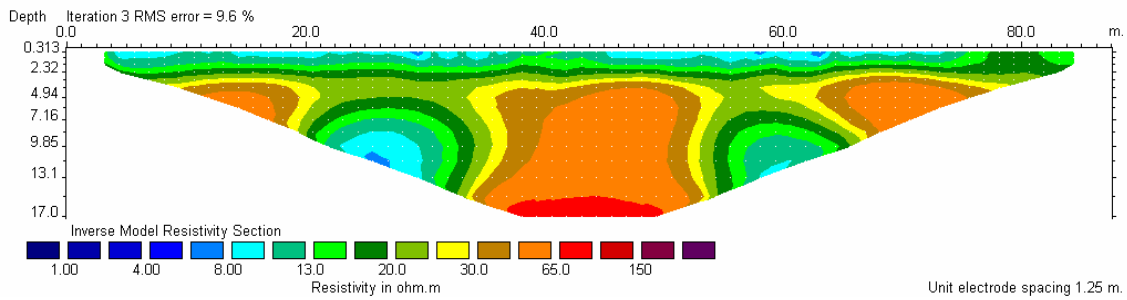 Depth Iteration 3 RMS error = 9.6 %
0.0 20.0 40.0 60.0 80.0 m.
0.313
2.32
4.94
7.16
9.85
13.1
17.0
Inverse Model Resistivity Section
1.00 4.00 8.00 13.0 20.0 30.0 65.0 150
Resistivity in ohm.m
Unit electrode spacing 1.25 m.